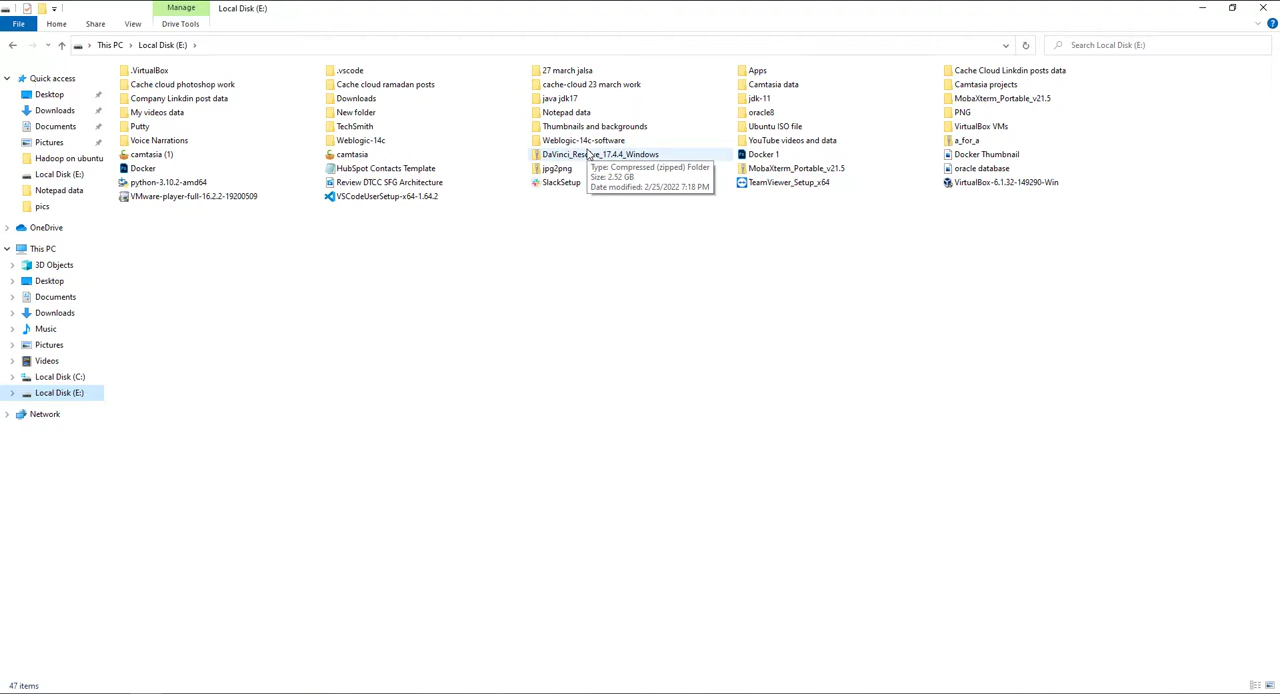 Manage
Local Disk (E:)
File
Home
Share
View
Drive Tools
This PC
Local Disk (E:)
Search Local Disk (E:)
Quick access
Desktop
Downloads
Documents
Pictures
Hadoop on ubuntu
Local Disk (E:)
Notepad data
pics
OneDrive
This PC
3D Objects
Desktop
Documents
Downloads
Music
Pictures
Videos
Local Disk (C:)
Local Disk (E:)
Network
.VirtualBox
.vscode
27 march jalsa
Apps
Cache Cloud Linkdin posts data
Cache cloud photoshop work
Cache cloud ramadan posts
cache-cloud 23 march work
Camtasia data
Camtasia projects
Company Linkdin post data
Downloads
java jdk17
jdk-11
MobaXterm_Portable_v21.5
My videos data
New folder
Notepad data
oracle8
PNG
Putty
TechSmith
Thumbnails and backgrounds
Ubuntu ISO file
VirtualBox VMs
Voice Narrations
Weblogic-14c
Weblogic-14c-software
YouTube videos and data
a_for_a
camtasia (1)
camtasia
DaVinci_Resolve_17.4.4_Windows
Docker 1
Docker Thumbnail
Docker
HubSpot Contacts Template
jpg2png
MobaXterm_Portable_v21.5
oracle database
python-3.10.2-amd64
Review DTCC SFG Architecture
SlackSetup
TeamViewer_Setup_x64
VirtualBox-6.1.32-149290-Win
VMware-player-full-16.2.2-19200509
VSCodeUserSetup-x64-1.64.2
Type: Compressed (zipped) Folder
Size: 2.52 GB
Date modified: 2/25/2022 7:18 PM
47 items